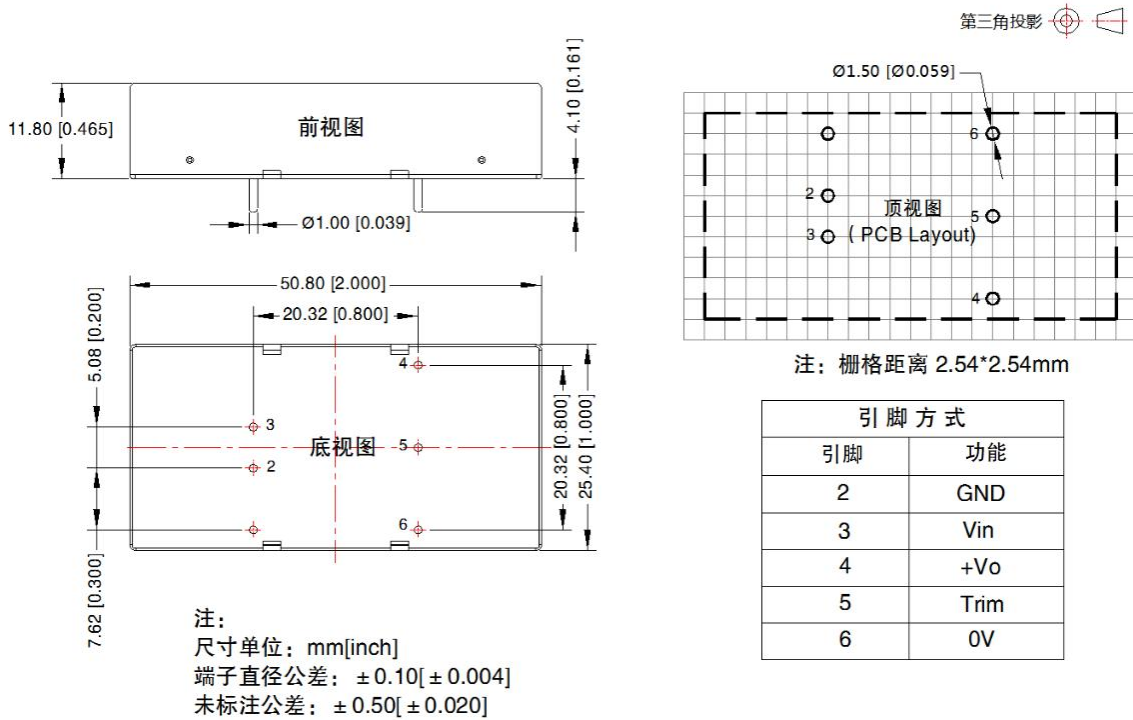 第三角投影
11.80 [0.465]
前视图
4.10 [0.161]
Ø1.00 [0.039]
Ø1.50 [Ø0.059]
6
2
顶视图
5
3
( PCB Layout)
4
注：栅格距离 2.54*2.54mm
50.80 [2.000]
20.32 [0.800]
5.08 [0.200]
4
3
底视图
5
2
6
20.32 [0.800]
25.40 [1.000]
7.62 [0.300]
引脚方式
引脚 功能
2 GND
3 Vin
4 +Vo
5 Trim
6 0V
注：
尺寸单位：mm[inch]
端子直径公差：±0.10[±0.004]
未标注公差：±0.50[±0.020]